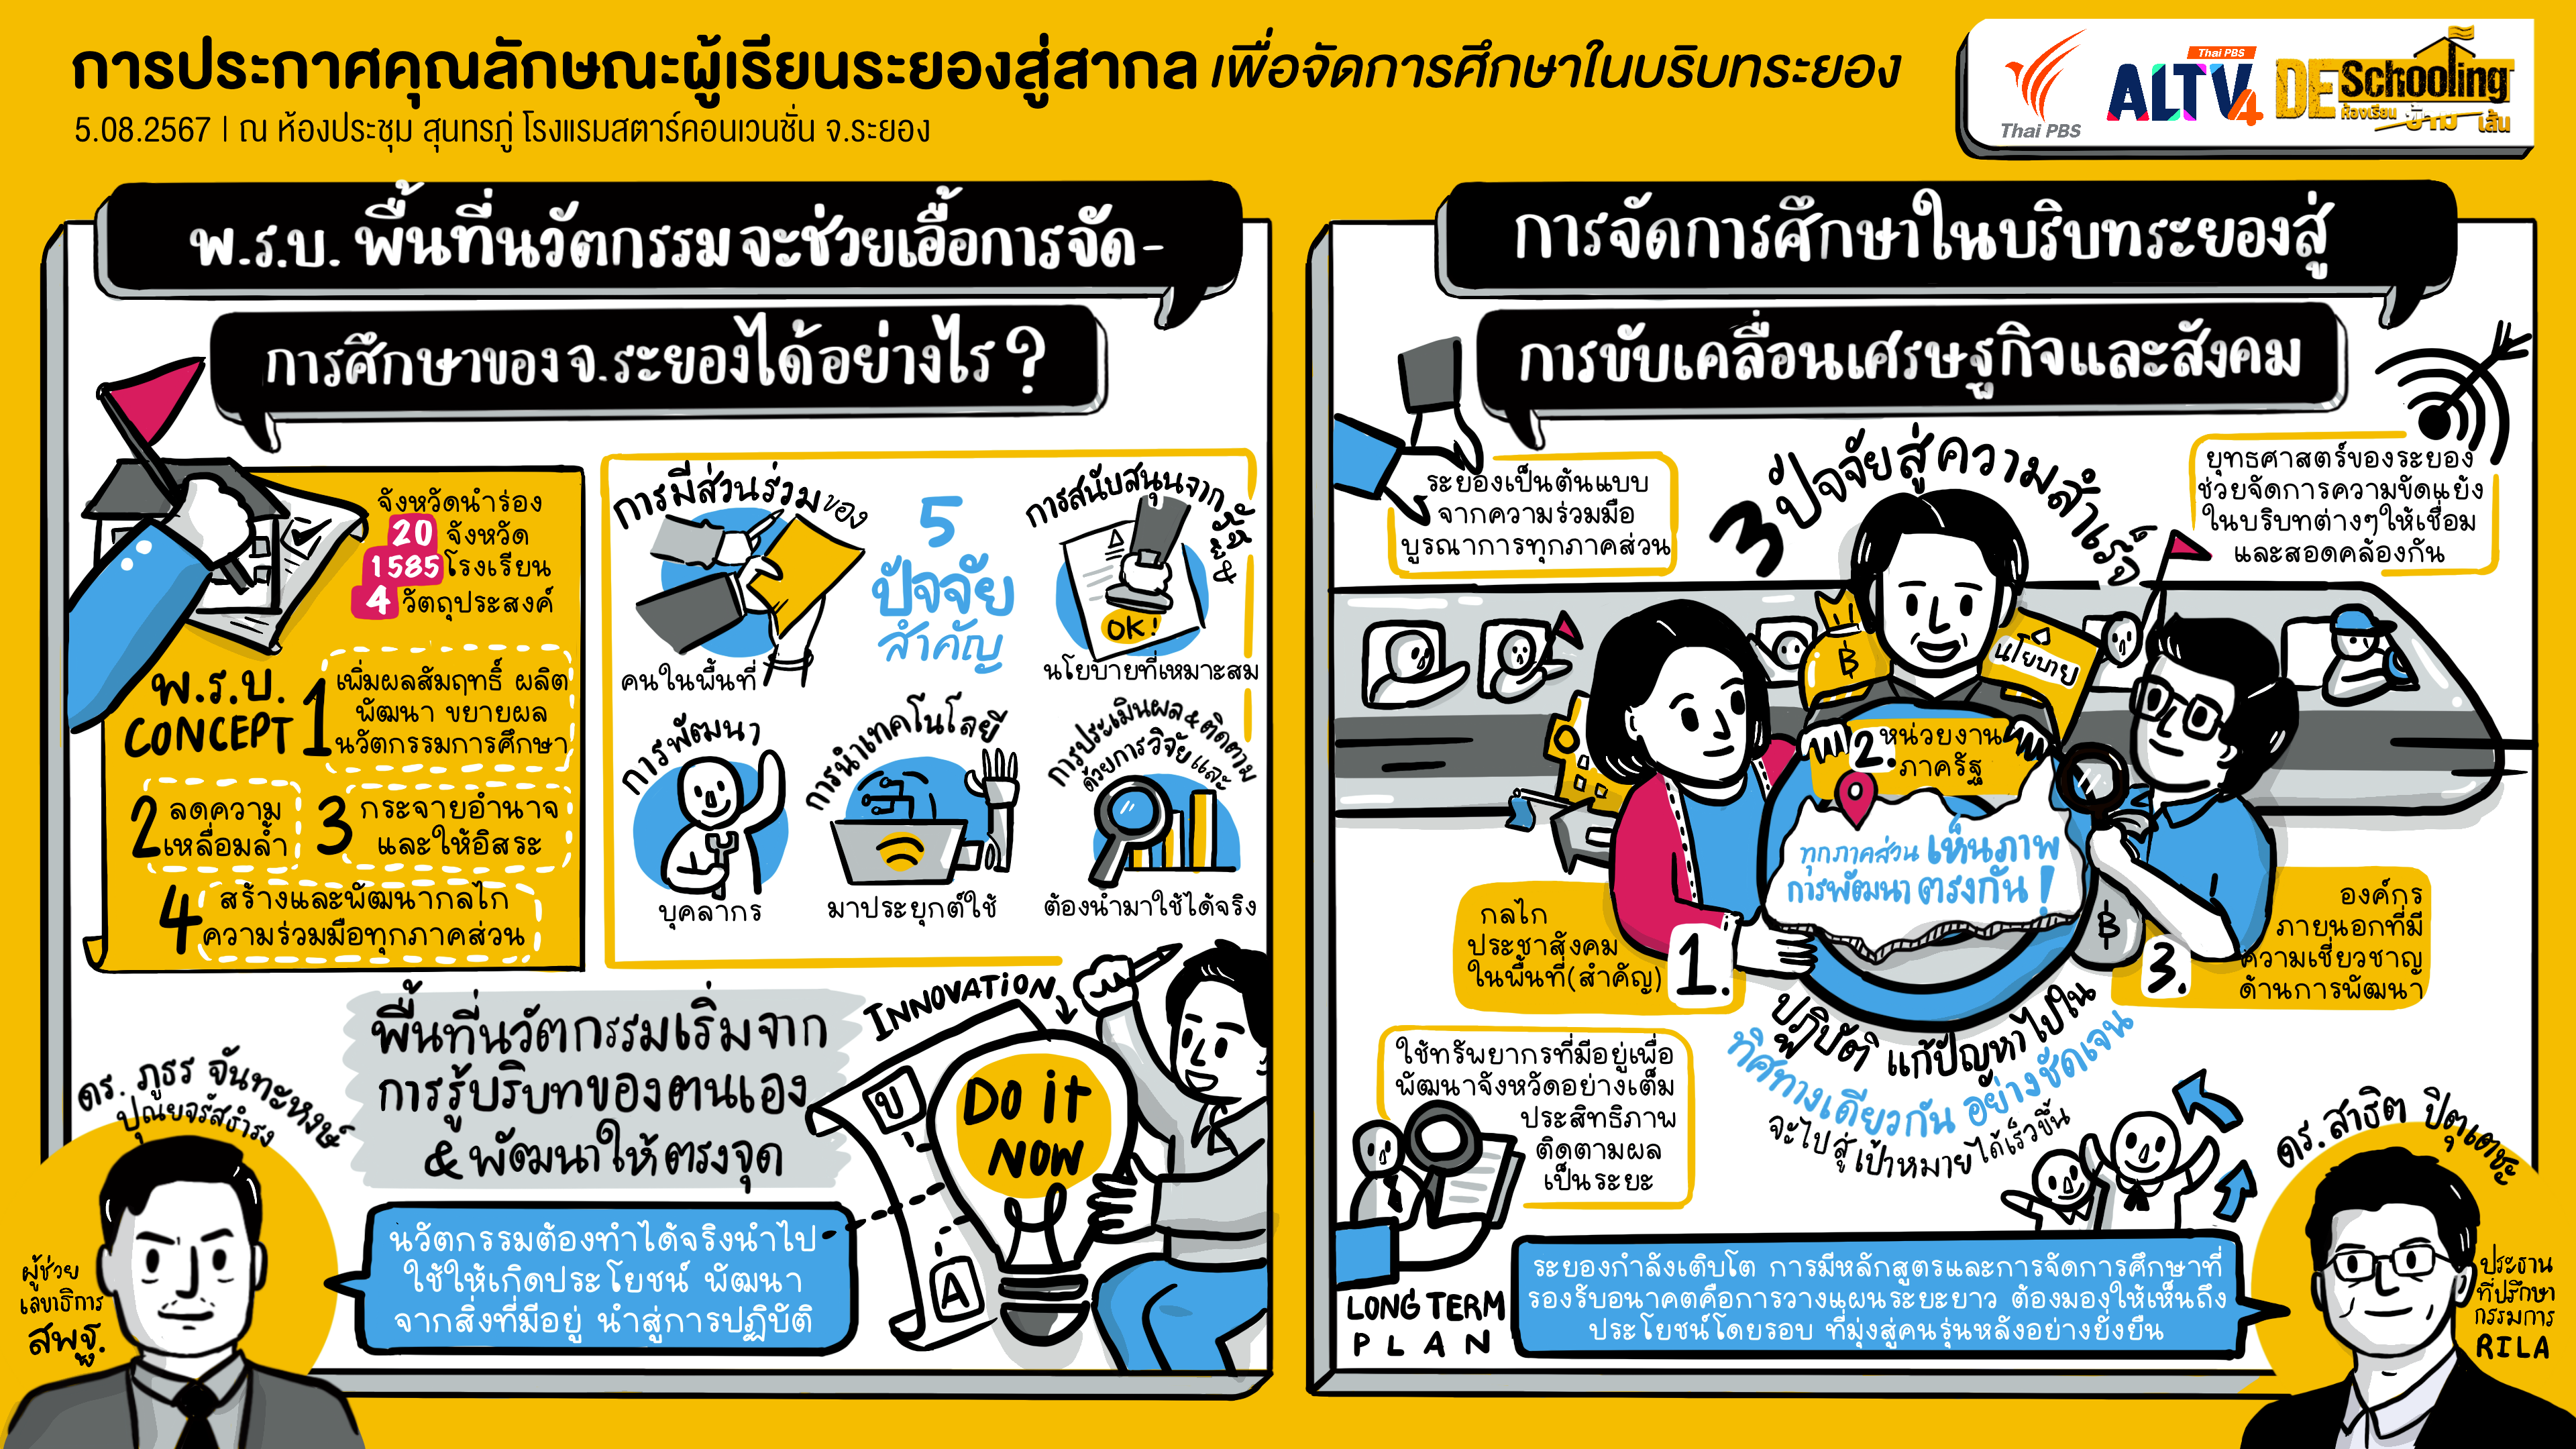 การประกาศคุณลักษณะผู้เรียนระยองสู่สากล เพื่อจัดการศึกษาในบริบทระยอง
5.08.2567 | ณ ห้องประชุม สุนทรภู่ โรงแรมสตาร์คอนเวนชั่น จ.ระยอง
Thai PBS
Thai PBS
ALTV 4
DESchooling
ห้องเรียนข้ามเส้น
พ.ร.บ. พื้นที่นวัตกรรมจะช่วยเอื้อการจัด-
การศึกษาของ จ.ระยองได้อย่างไร ?
จังหวัดนำร่อง
20 จังหวัด
1585 โรงเรียน
4 วัตถุประสงค์
พ.ร.บ.
CONCEPT
1 เพิ่มผลสัมฤทธิ์ ผลิต
พัฒนา ขยายผล
นวัตกรรมการศึกษา
2 ลดความ
เหลื่อมล้ำ
3 กระจายอำนาจ
และให้อิสระ
4 สร้างและพัฒนากลไก
ความร่วมมือทุกภาคส่วน
5
ปัจจัย
สำคัญ
การมีส่วนร่วมของ
คนในพื้นที่
การสนับสนุนจากรัฐ &
OK!
นโยบายที่เหมาะสม
การพัฒนา
บุคลากร
การนำเทคโนโลยี
มาประยุกต์ใช้
การประเมินผล & ติดตาม
ด้วยการวิจัยและ
ต้องนำมาใช้ได้จริง
พื้นที่นวัตกรรมเริ่มจาก
การรู้บริบทของตนเอง
& พัฒนาให้ตรงจุด
INNOVATION
Do it
NOW
B
A
ดร. ภูธร จันทะหงษ์
ปุณยจรัสธำรง
ผู้ช่วย
เลขาธิการ
สพฐ.
นวัตกรรมต้องทำได้จริงนำไป
ใช้ให้เกิดประโยชน์ พัฒนา
จากสิ่งที่มีอยู่ นำสู่การปฏิบัติ
การจัดการศึกษาในบริบทระยองสู่
การขับเคลื่อนเศรษฐกิจและสังคม
ระยองเป็นต้นแบบ
จากความร่วมมือ
บูรณาการทุกภาคส่วน
3 ปัจจัยสู่ความสำเร็จ
ยุทธศาสตร์ของระยอง
ช่วยจัดการความขัดแย้ง
ในบริบทต่างๆให้เชื่อม
และสอดคล้องกัน
฿
นโยบาย
2. หน่วยงาน
ภาครัฐ
ทุกภาคส่วน เห็นภาพ
การพัฒนา ตรงกัน !
กลไก
ประชาสังคม
ในพื้นที่(สำคัญ) 1.
฿
3. องค์กร
ภายนอกที่มี
ความเชี่ยวชาญ
ด้านการพัฒนา
ปฏิบัติ แก้ปัญหาไปใน
ทิศทางเดียวกัน อย่างชัดเจน
จะไปสู่ เป้าหมายได้เร็วขึ้น
ใช้ทรัพยากรที่มีอยู่เพื่อ
พัฒนาจังหวัดอย่างเต็ม
ประสิทธิภาพ
ติดตามผล
เป็นระยะ
LONG TERM
PLAN
ระยองกำลังเติบโต การมีหลักสูตรและการจัดการศึกษาที่
รองรับอนาคตคือการวางแผนระยะยาว ต้องมองให้เห็นถึง
ประโยชน์โดยรอบ ที่มุ่งสู่คนรุ่นหลังอย่างยั่งยืน
ดร. สาธิต ปิตุเตชะ
ประธาน
ที่ปรึกษา
กรรมการ
RILA